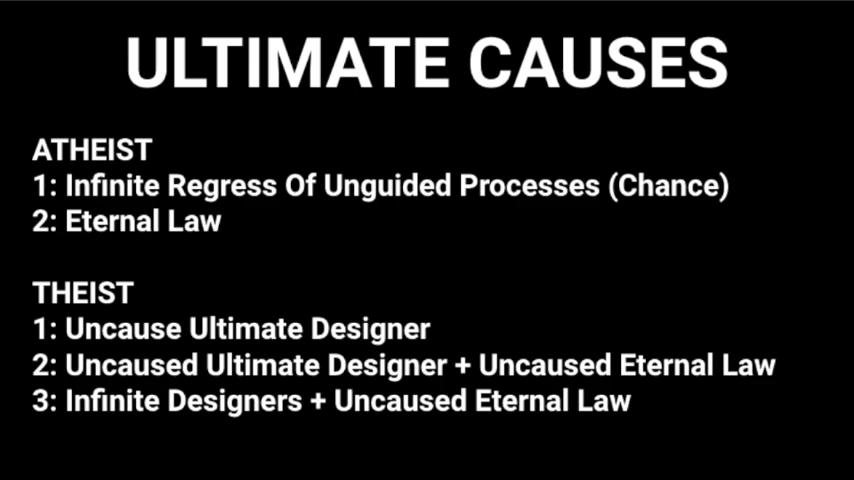 ULTIMATE CAUSES
ATHEIST
1: Infinite Regress Of Unguided Processes (Chance)
2: Eternal Law
THEIST
1: Uncause Ultimate Designer
2: Uncaused Ultimate Designer + Uncaused Eternal Law
3: Infinite Designers + Uncaused Eternal Law